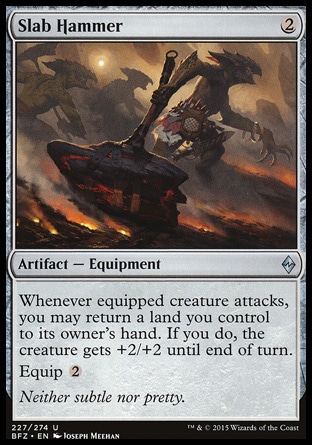 Slab Hammer 2
Artifact — Equipment
Whenever equipped creature attacks,
you may return a land you control
to its owner's hand. If you do, the
creature gets +2/+2 until end of turn.
Equip 2
Neither subtle nor pretty.
227/274 U
BFZ • EN Joseph Meehan
™ & © 2015 Wizards of the Coast